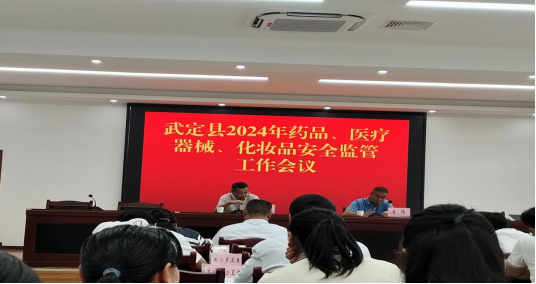 武定县2024年药品、医疗
器械、化妆品安全监管
工作会议